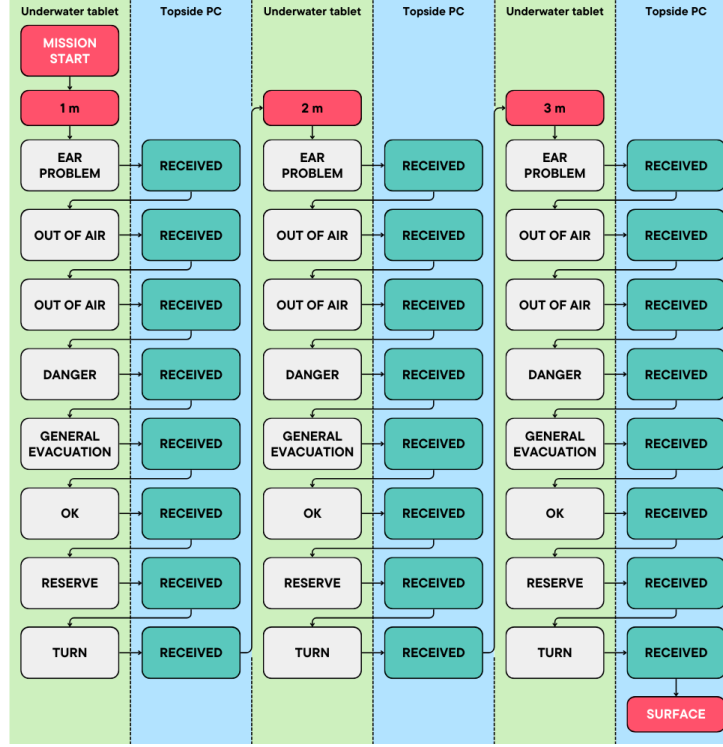 Underwater tablet
Topside PC
Underwater tablet
Topside PC
Underwater tablet
Topside PC
MISSION
START
1 m
2 m
3 m
EAR
PROBLEM
RECEIVED
EAR
PROBLEM
RECEIVED
EAR
PROBLEM
RECEIVED
OUT OF AIR
RECEIVED
OUT OF AIR
RECEIVED
OUT OF AIR
RECEIVED
OUT OF AIR
RECEIVED
OUT OF AIR
RECEIVED
OUT OF AIR
RECEIVED
DANGER
RECEIVED
DANGER
RECEIVED
DANGER
RECEIVED
GENERAL
EVACUATION
RECEIVED
GENERAL
EVACUATION
RECEIVED
GENERAL
EVACUATION
RECEIVED
OK
RECEIVED
OK
RECEIVED
OK
RECEIVED
RESERVE
RECEIVED
RESERVE
RECEIVED
RESERVE
RECEIVED
TURN
RECEIVED
TURN
RECEIVED
TURN
RECEIVED
SURFACE